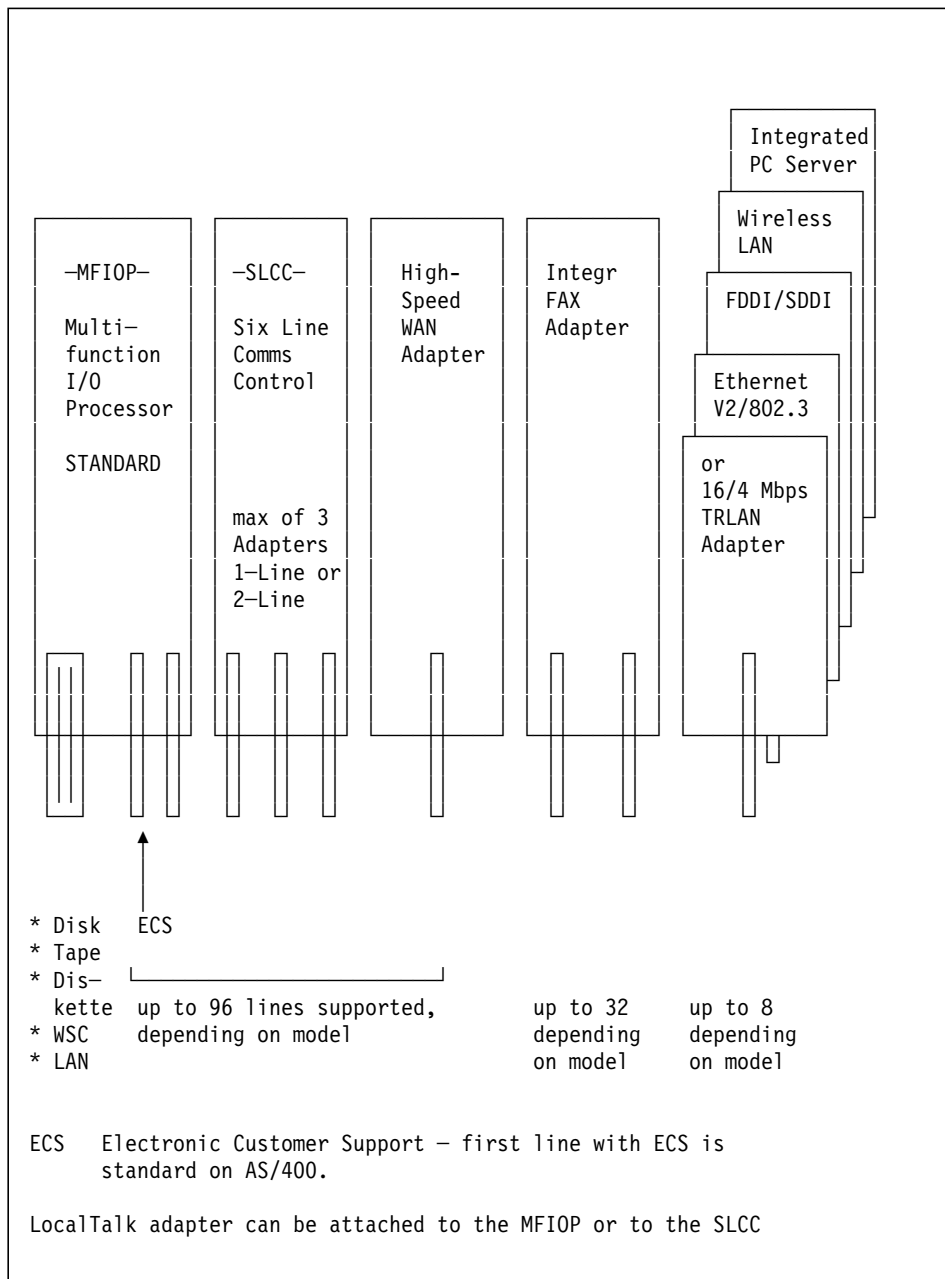 Integrated
PC Server
Wireless
LAN
FDDI/SDDI
Ethernet
V2/802.3
or
16/4 Mbps
TRLAN
Adapter
—MFIOP—
Multi—
function
I/O
Processor
STANDARD
—SLCC—
Six Line
Comms
Control
max of 3
Adapters
1—Line or
2—Line
High-
Speed
WAN
Adapter
Integr
FAX
Adapter
* Disk
* Tape
* Dis—
kette
* WSC
* LAN
ECS
up to 96 lines supported,
depending on model
up to 32
depending
on model
up to 8
depending
on model
ECS Electronic Customer Support — first line with ECS is
standard on AS/400.
LocalTalk adapter can be attached to the MFIOP or to the SLCC